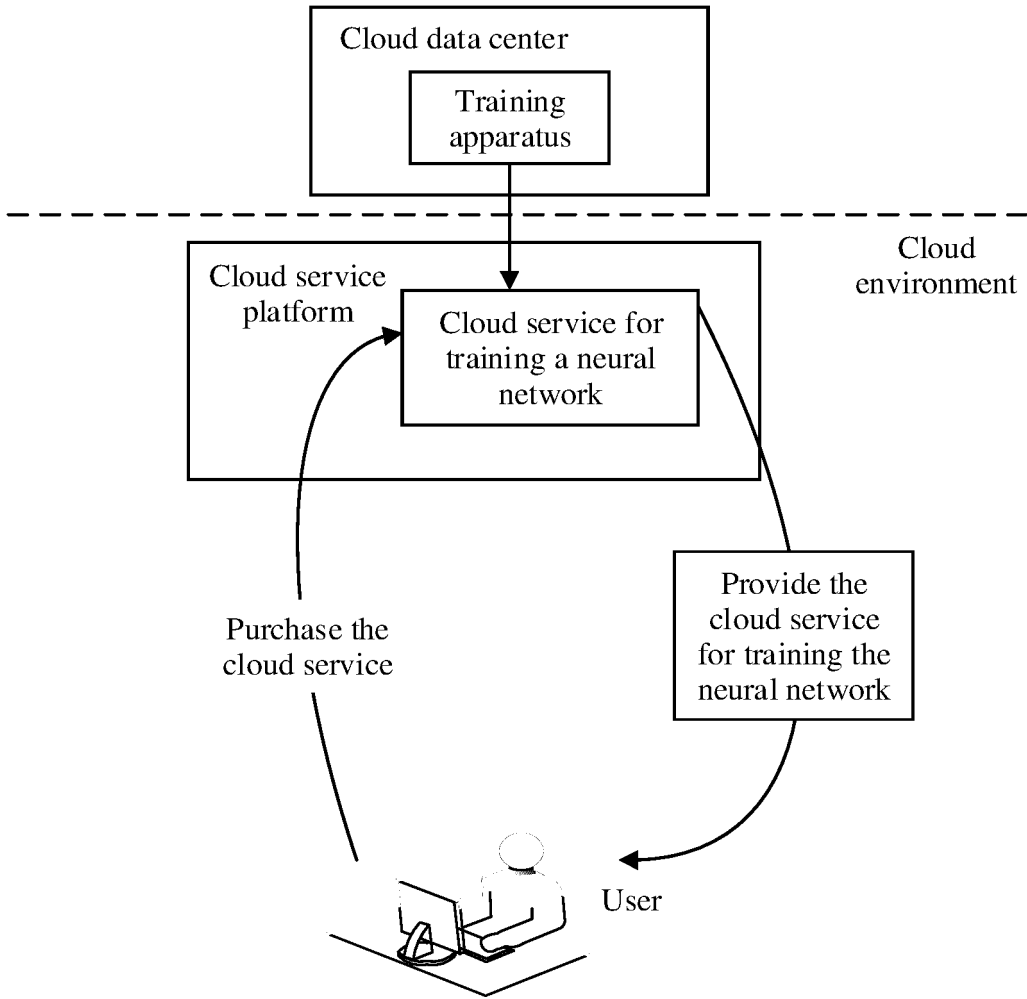 Cloud data center
Training
apparatus
Cloud
environment
Cloud service
platform
Cloud service for
training a neural
network
Provide the
cloud service
for training the
neural network
Purchase the
cloud service
User